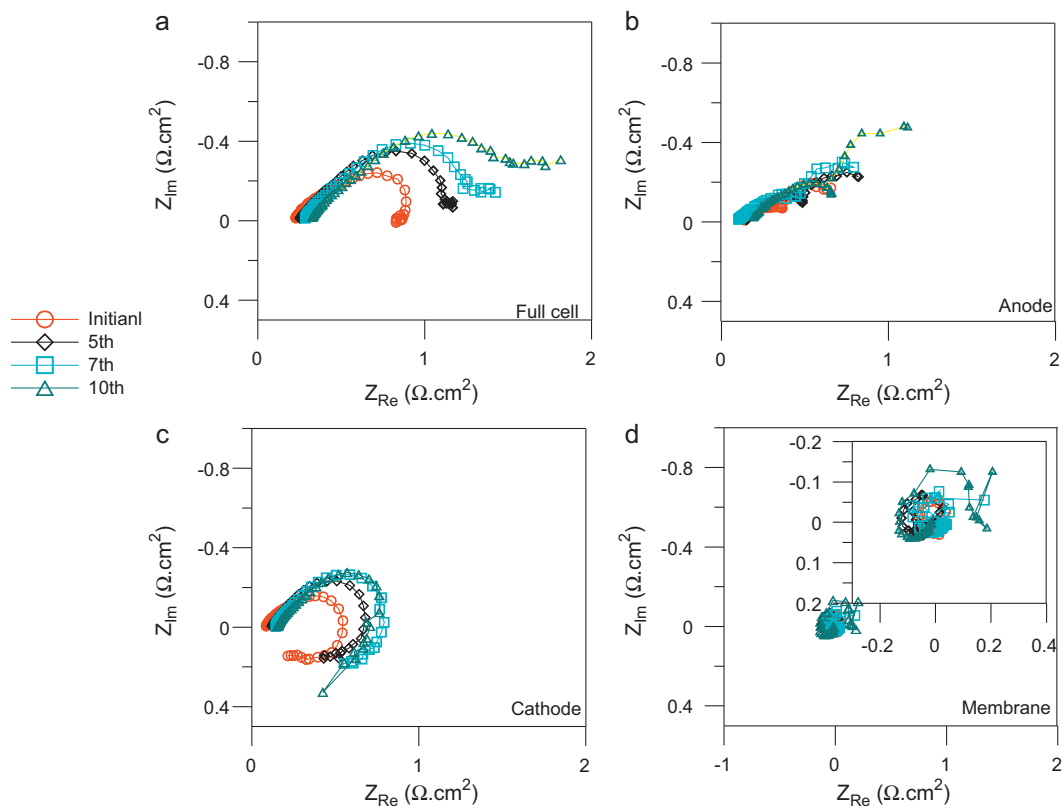 a
-0.8
-0.4
0
0.4
Z_Im (Ω.cm²)
Full cell
0 1 2
Z_Re (Ω.cm²)
b
-0.8
-0.4
0
0.4
Z_Im (Ω.cm²)
Anode
0 1 2
Z_Re (Ω.cm²)
Initianl
5th
7th
10th
c
-0.8
-0.4
0
0.4
Z_Im (Ω.cm²)
Cathode
0 1 2
Z_Re (Ω.cm²)
d
-0.8
-0.4
0
0.4
Z_Im (Ω.cm²)
-0.2
-0.1
0
0.1
0.2
-0.2 0 0.2 0.4
Membrane
-1 0 1 2
Z_Re (Ω.cm²)